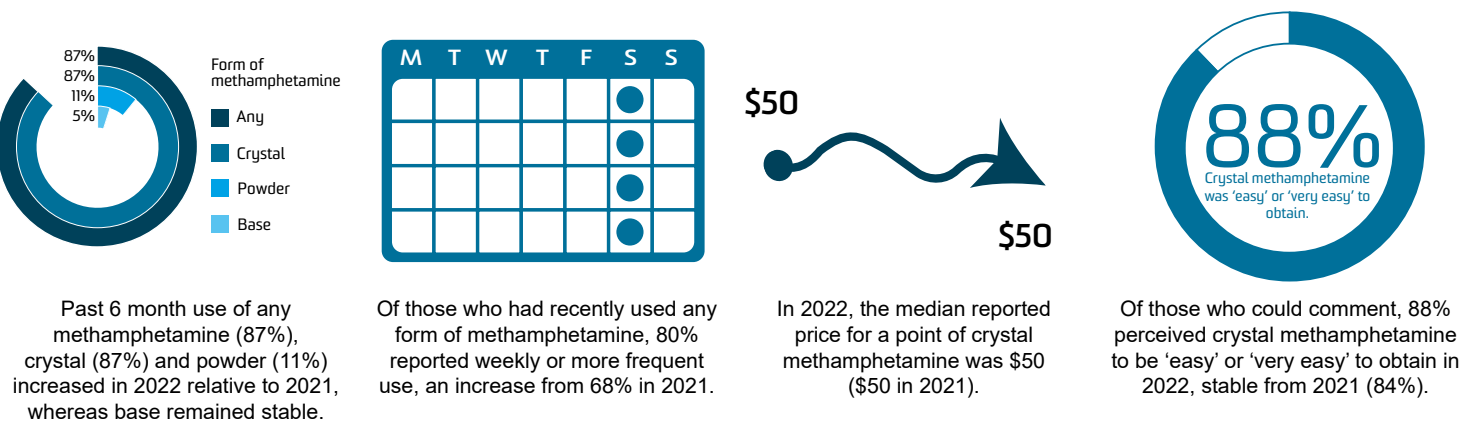 87%
87%
11%
5%
Form of
methamphetamine
Any
Crystal
Powder
Base
Past 6 month use of any
methamphetamine (87%),
crystal (87%) and powder (11%)
increased in 2022 relative to 2021,
whereas base remained stable.
M T W T F S S
Of those who had recently used any
form of methamphetamine, 80%
reported weekly or more frequent
use, an increase from 68% in 2021.
$50
$50
In 2022, the median reported
price for a point of crystal
methamphetamine was $50
($50 in 2021).
88%
Crystal methamphetamine
was ‘easy’ or ‘very easy’ to
obtain.
Of those who could comment, 88%
perceived crystal methamphetamine
to be ‘easy’ or ‘very easy’ to obtain in
2022, stable from 2021 (84%).